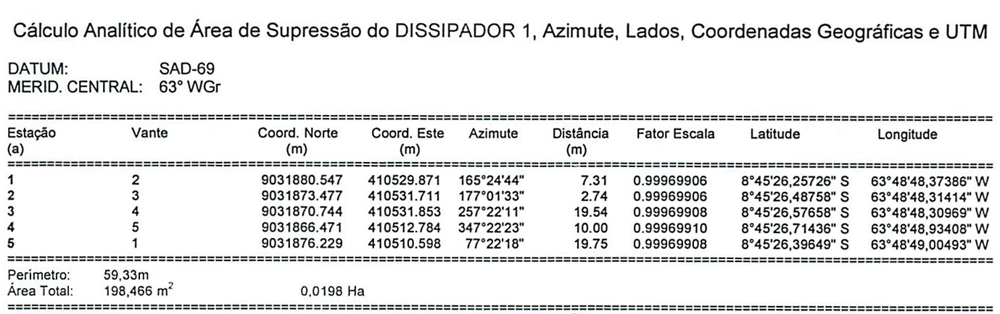 Cálculo Analítico de Área de Supressão do DISSIPADOR 1, Azimute, Lados, Coordenadas Geográficas e UTM
DATUM: SAD-69
MERID. CENTRAL: 63° WGr
Estação Vante Coord. Norte Coord. Este Azimute Distância Fator Escala Latitude Longitude
(a) (m) (m) (m)
1 2 9031880.547 410529.871 165°24'44" 7.31 0.99969906 8°45'26,25726" S 63°48'48,37386" W
2 3 9031873.477 410531.711 177°01'33" 2.74 0.99969906 8°45'26,48758" S 63°48'48,31414" W
3 4 9031870.744 410531.853 257°22'11" 19.54 0.99969908 8°45'26,57658" S 63°48'48,30969" W
4 5 9031866.471 410512.784 347°22'23" 10.00 0.99969910 8°45'26,71436" S 63°48'48,93408" W
5 1 9031876.229 410510.598 77°22'18" 19.75 0.99969908 8°45'26,39649" S 63°48'49,00493" W
Perimetro: 59,33m
Área Total: 198,466 m² 0,0198 Ha